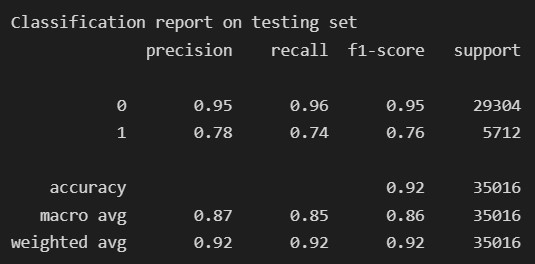 Classification report on testing set
precision recall f1-score support
0 0.95 0.96 0.95 29304
1 0.78 0.74 0.76 5712
accuracy 0.92 35016
macro avg 0.87 0.85 0.86 35016
weighted avg 0.92 0.92 0.92 35016